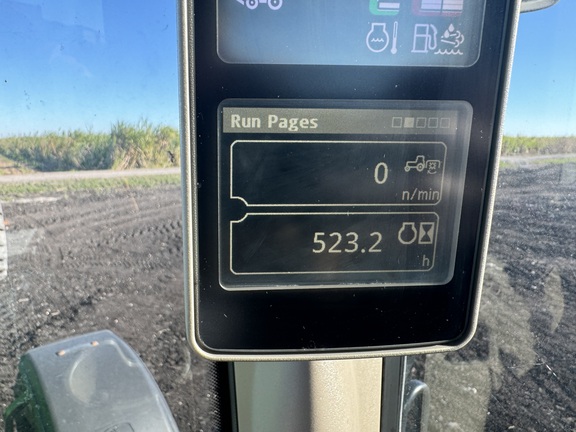 Run Pages
0
n/min
523.2
h